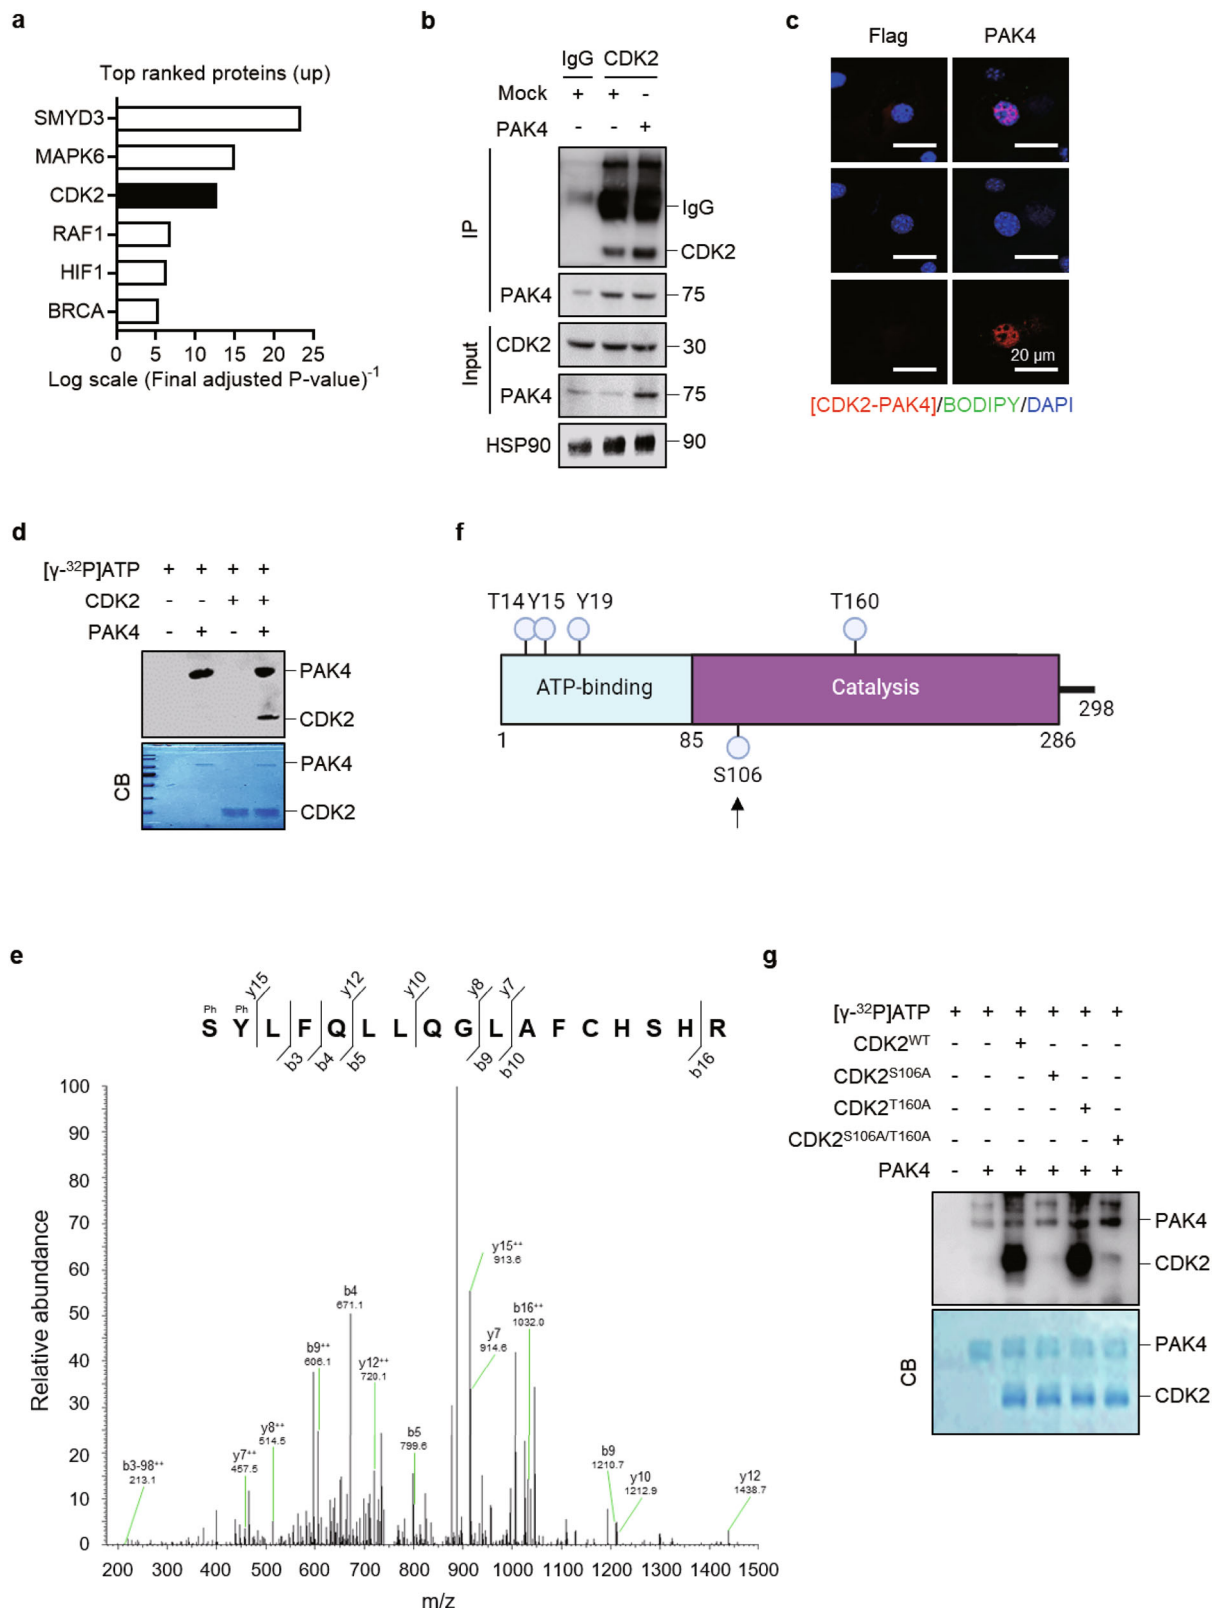 a
Top ranked proteins (up)
SMYD3
MAPK6
CDK2
RAF1
HIF1
BRCA
0 5 10 15 20 25
Log scale (Final adjusted P-value)-1
b
IgG CDK2
Mock + + -
PAK4 - - +
IP
IgG
CDK2
PAK4 75
Input
CDK2 30
PAK4 75
HSP90 90
c
Flag PAK4
20 µm
[CDK2-PAK4]/BODIPY/DAPI
d
[γ-32P]ATP + + + +
CDK2 - - + +
PAK4 - + - +
PAK4
CDK2
CB
PAK4
CDK2
f
T14 Y15 Y19 T160
ATP-binding Catalysis
298
1 85 286
S106
e
y15 y12 y10 y8 y7
Ph Ph
S Y L F Q L L Q G L A F C H S H R
b3 b4 b5 b9 b10 b16
Relative abundance
100
90
80
70
60
50
40
30
20
10
0
b3-98++
213.1
y7++
457.5
y8++
514.5
b9++
606.1
b4
671.1
y12++
720.1
b5
799.6
y15++
913.6
y7
914.6
b16++
1032.0
b9
1210.7
y10
1212.9
y12
1438.7
200 300 400 500 600 700 800 900 1000 1100 1200 1300 1400 1500
m/z
g
[γ-32P]ATP + + + + + +
CDK2WT - - + - - -
CDK2S106A - - - + - -
CDK2T160A - - - - + -
CDK2S106A/T160A - - - - - +
PAK4 - + + + + +
PAK4
CDK2
CB
PAK4
CDK2